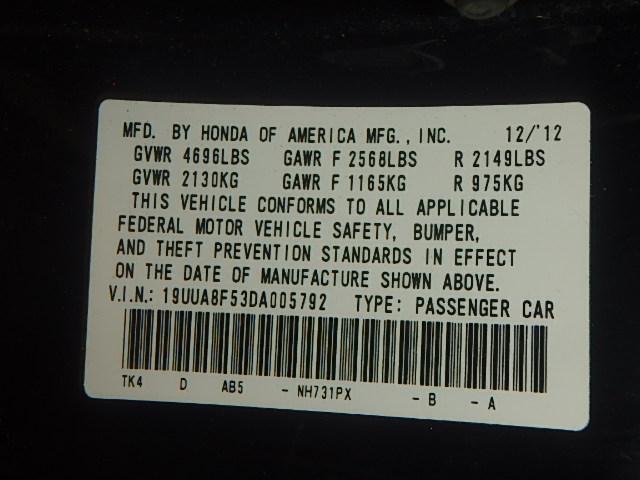 MFD. BY HONDA OF AMERICA MFG., INC. 12/'12
GVWR 4696LBS GAWR F 2568LBS R 2149LBS
GVWR 2130KG GAWR F 1165KG R 975KG
THIS VEHICLE CONFORMS TO ALL APPLICABLE
FEDERAL MOTOR VEHICLE SAFETY, BUMPER,
AND THEFT PREVENTION STANDARDS IN EFFECT
ON THE DATE OF MANUFACTURE SHOWN ABOVE.
V.I.N.: 19UUA8F53DA005792 TYPE: PASSENGER CAR
TK4 D AB5 - NH731PX - B - A